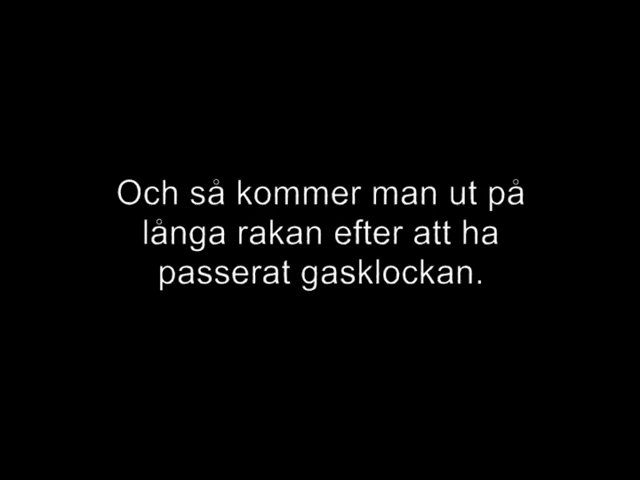 Och så kommer man ut på
långa rakan efter att ha
passerat gasklockan.